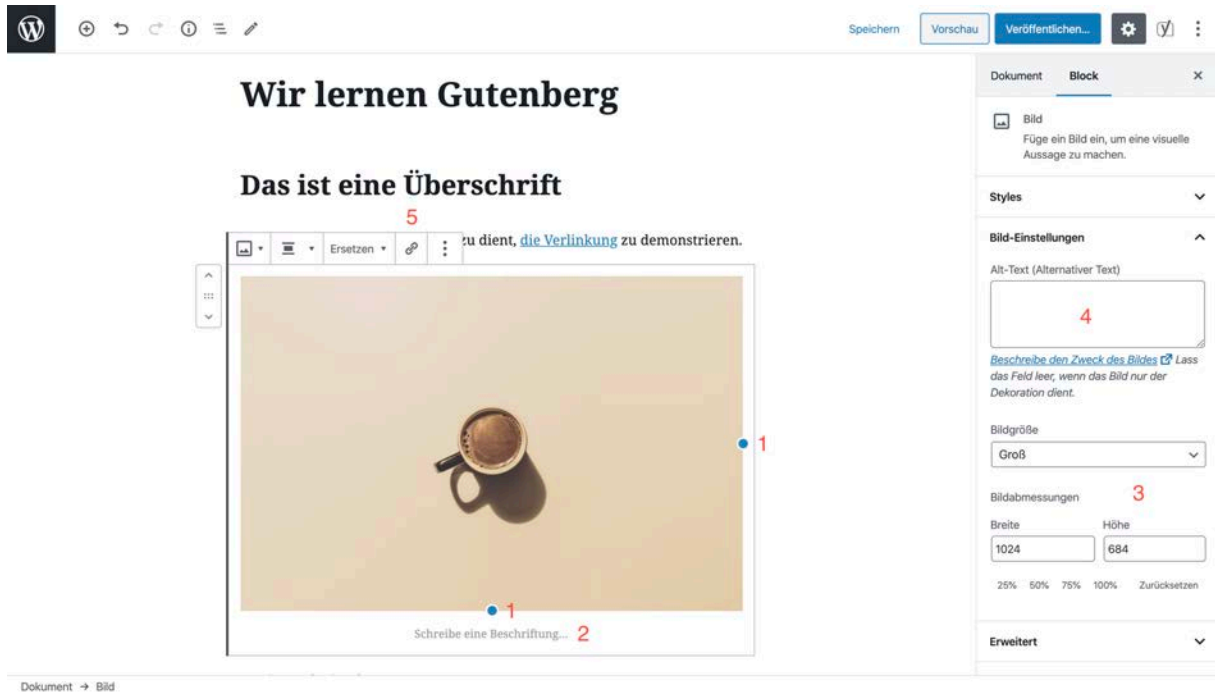 Speichern
Vorschau
Veröffentlichen...
Wir lernen Gutenberg
Das ist eine Überschrift
5
Ersetzen
zu dient, die Verlinkung zu demonstrieren.
1
1
Schreibe eine Beschriftung... 2
Dokument Block
Bild
Füge ein Bild ein, um eine visuelle
Aussage zu machen.
Styles
Bild-Einstellungen
Alt-Text (Alternativer Text)
4
Beschreibe den Zweck des Bildes Lass
das Feld leer, wenn das Bild nur der
Dekoration dient.
Bildgröße
Groß
Bildabmessungen 3
Breite Höhe
1024 684
25% 50% 75% 100% Zurücksetzen
Erweitert
Dokument → Bild